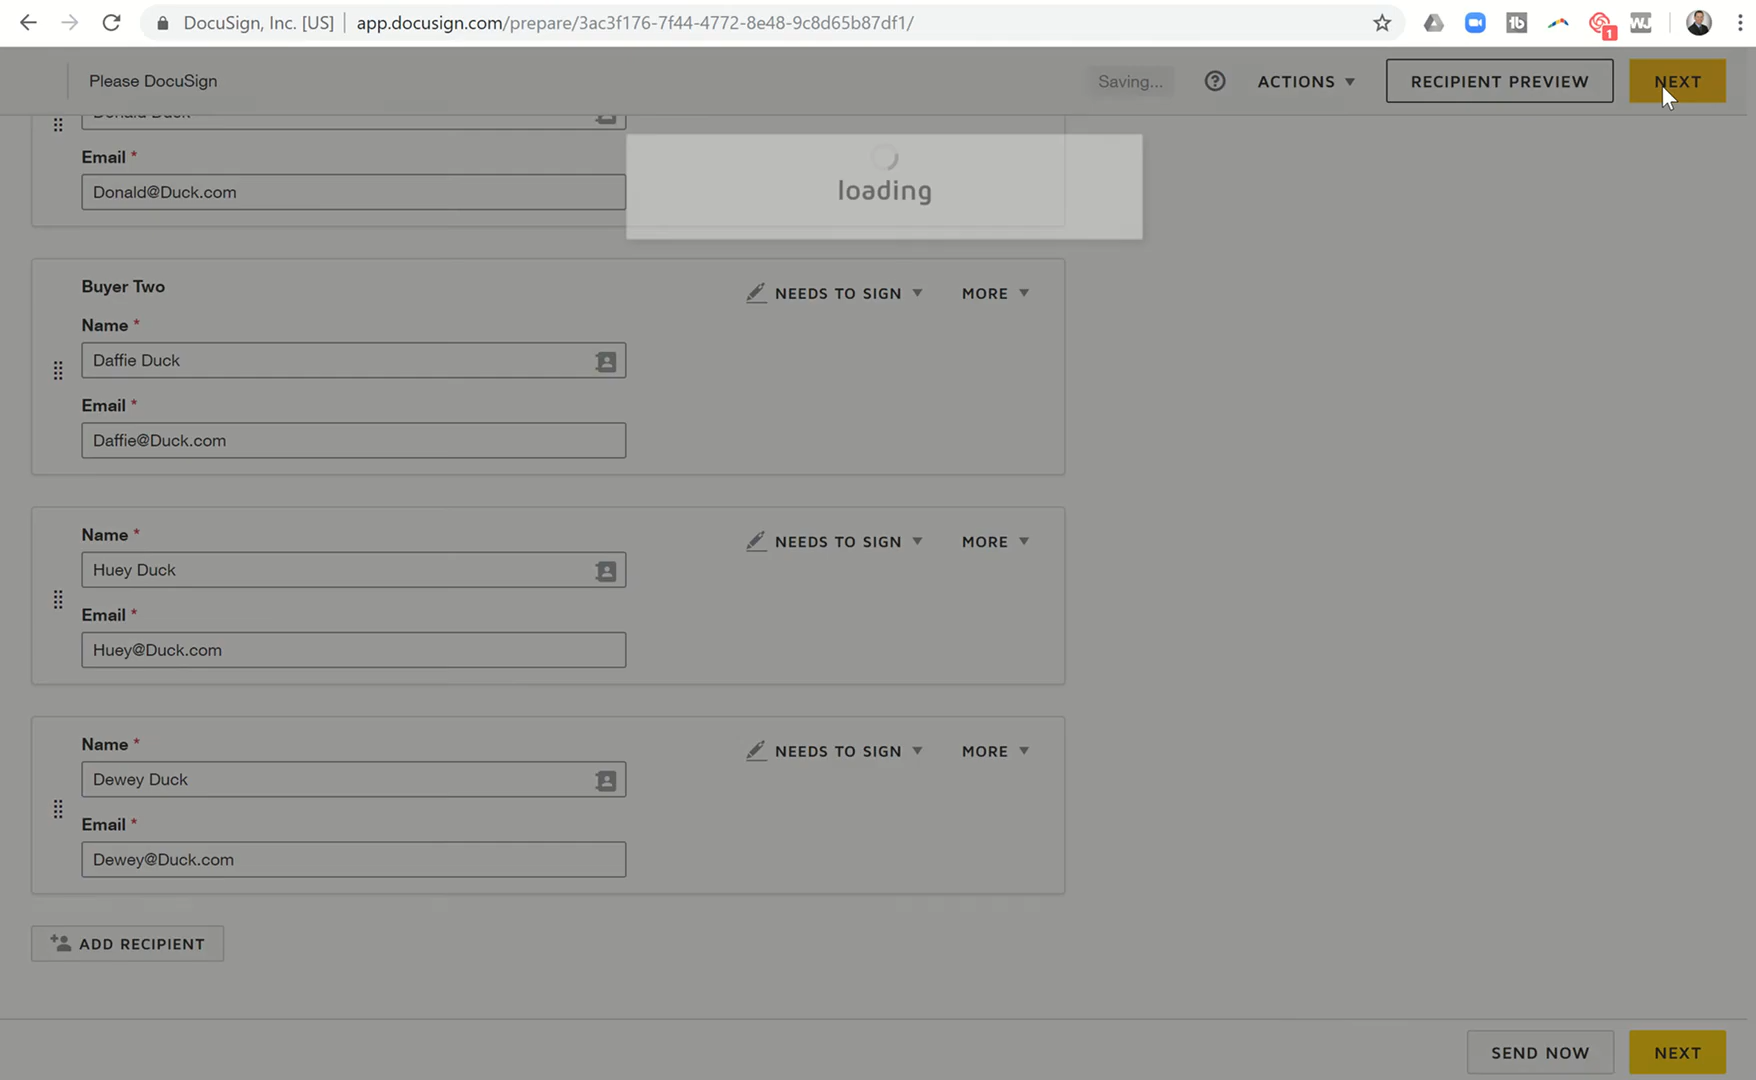 DocuSign, Inc. [US] | app.docusign.com/prepare/3ac3f176-7f44-4772-8e48-9c8d65b87df1/
1
Please DocuSign
Saving...
ACTIONS
RECIPIENT PREVIEW
NEXT
Donald Duck
Email *
Donald@Duck.com
loading
Buyer Two
NEEDS TO SIGN
MORE
Name *
Daffie Duck
Email *
Daffie@Duck.com
Name *
NEEDS TO SIGN
MORE
Huey Duck
Email *
Huey@Duck.com
Name *
NEEDS TO SIGN
MORE
Dewey Duck
Email *
Dewey@Duck.com
ADD RECIPIENT
SEND NOW
NEXT